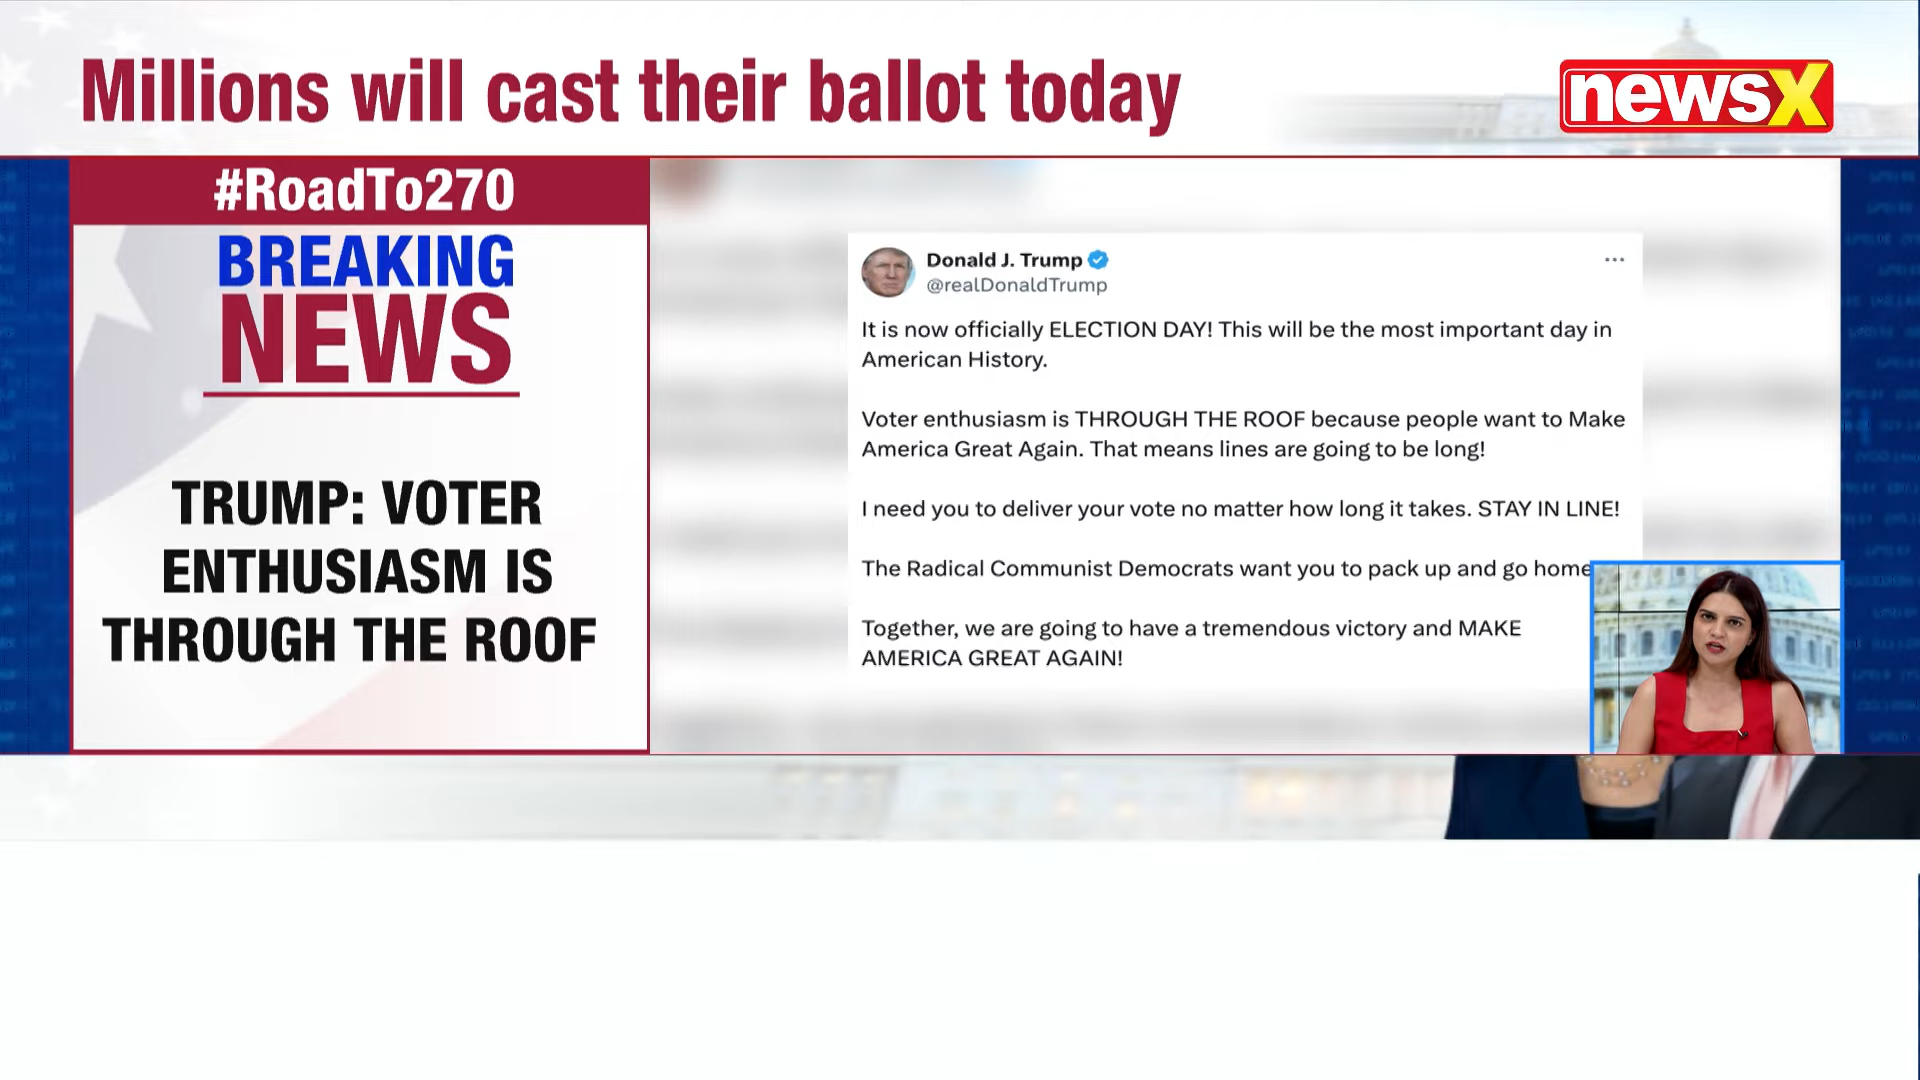 Millions will cast their ballot today
newsX
#RoadTo270
BREAKING
NEWS
TRUMP: VOTER
ENTHUSIASM IS
THROUGH THE ROOF
Donald J. Trump
@realDonaldTrump
It is now officially ELECTION DAY! This will be the most important day in
American History.
Voter enthusiasm is THROUGH THE ROOF because people want to Make
America Great Again. That means lines are going to be long!
I need you to deliver your vote no matter how long it takes. STAY IN LINE!
The Radical Communist Democrats want you to pack up and go home
Together, we are going to have a tremendous victory and MAKE
AMERICA GREAT AGAIN!